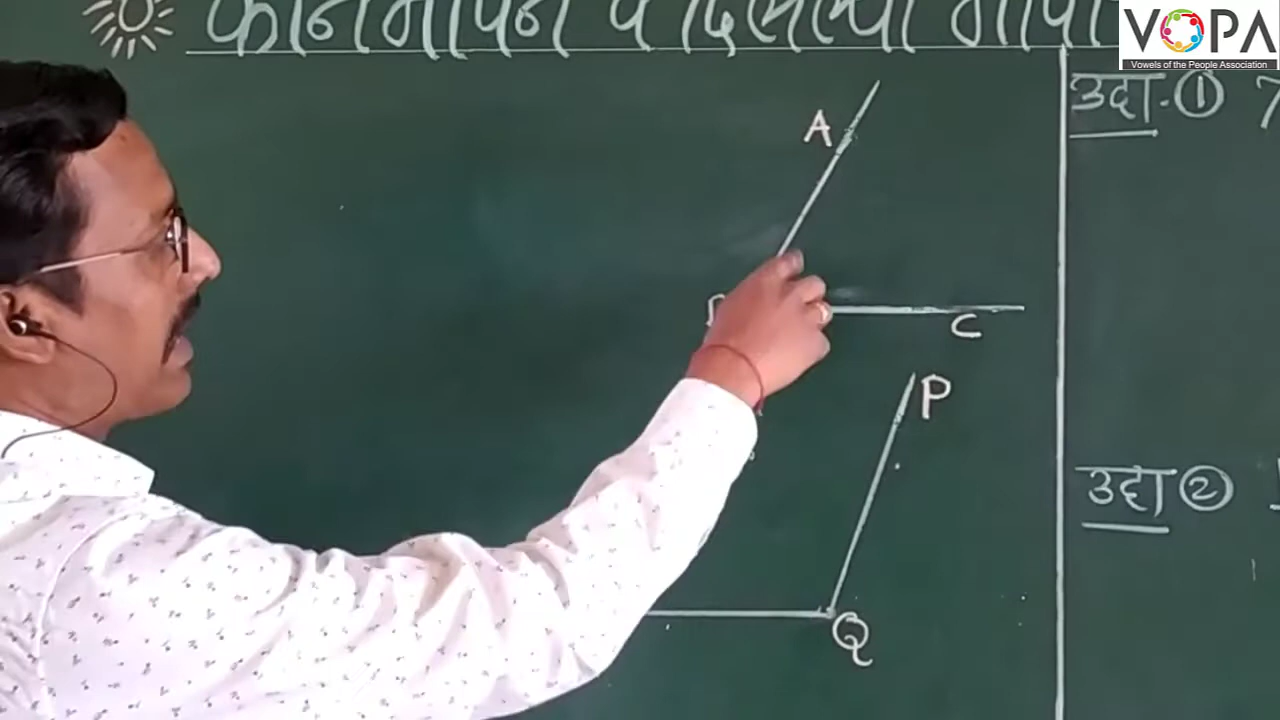 कोनमापन व दिलेल्या मापा
VOPA
Vowels of the People Association
A
C
P
Q
उदा.① 7
उदा ②